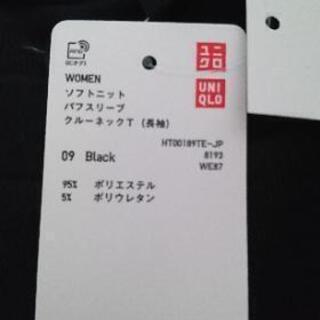 WOMEN
ソフトニット
パフスリーブ
クルーネックT（長袖）
ユニ
クロ
UNI
QLO
HT00189TE-JP
09 Black
8193
WE87
95% ポリエステル
5% ポリウレタン